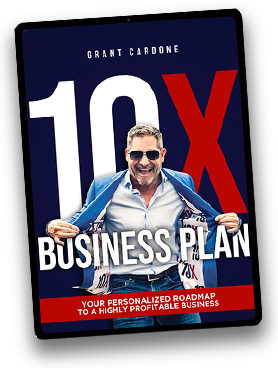 GRANT CARDONE
10X
BUSINESS PLAN
YOUR PERSONALIZED ROADMAP
TO A HIGHLY PROFITABLE BUSINESS